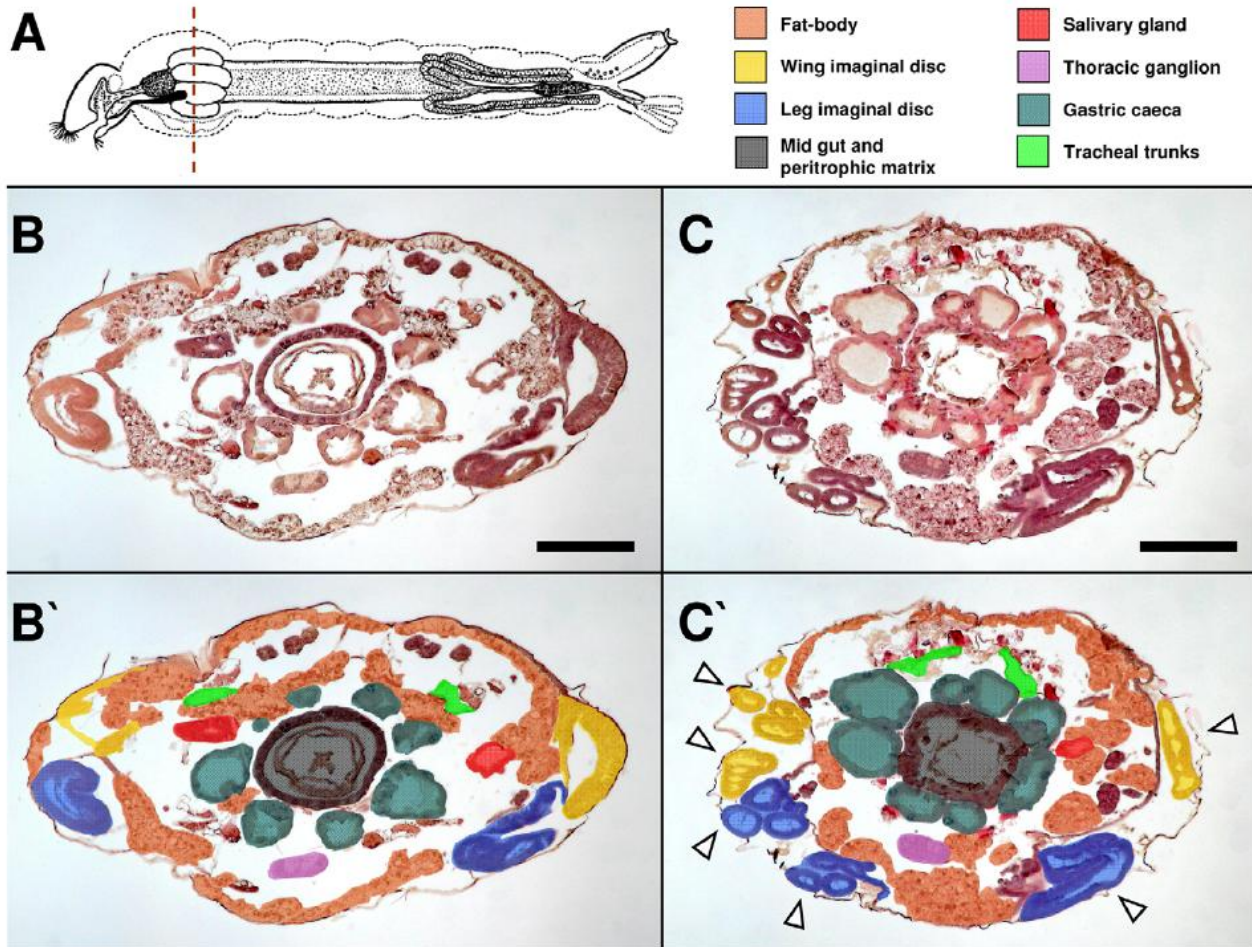 A
Fat-body
Wing imaginal disc
Leg imaginal disc
Mid gut and
peritrophic matrix
Salivary gland
Thoracic ganglion
Gastric caeca
Tracheal trunks
B
C
B`
C`